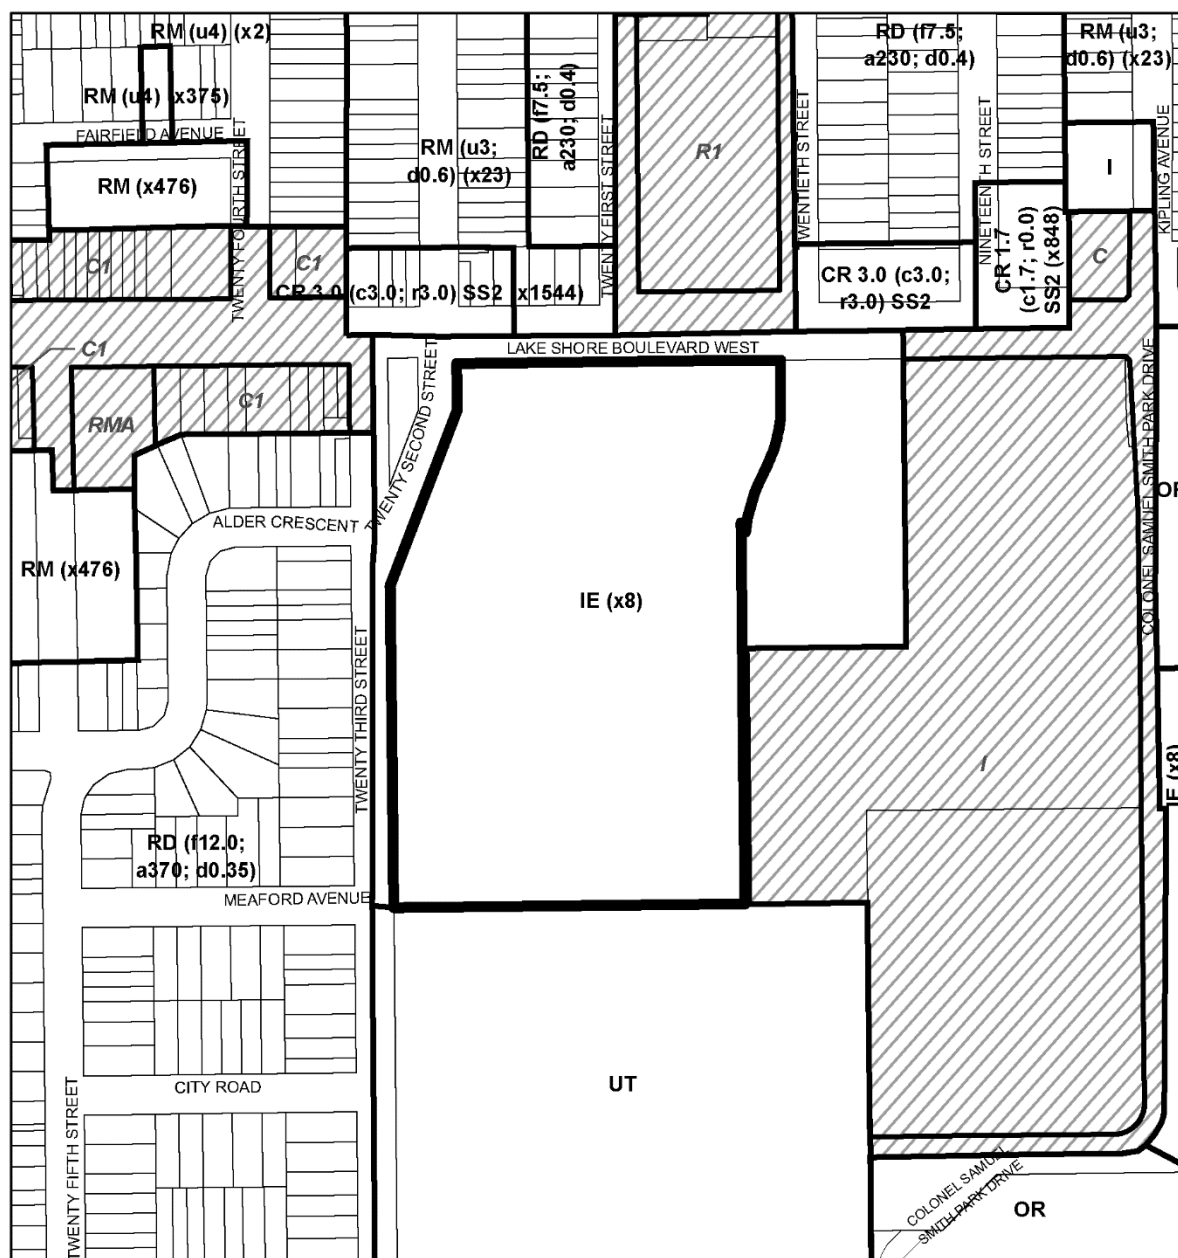 RM (u4) (x2)
RD (f7.5;
a230; d0.4)
RM (u3;
d0.6) (x23)
RM (u4) (x375)
FAIRFIELD AVENUE
RM (x476)
TWENTY FOURTH STREET
RM (u3;
d0.6) (x23)
RD (f7.5;
a230; d0.4)
TWENTY FIRST STREET
R1
WENTIETH STREET
NINETEENTH STREET
I
KIPLING AVENUE
C1
C1
CR 3.0 (c3.0; r3.0) SS2 (x1544)
CR 3.0 (c3.0;
r3.0) SS2
CR 1.7
(c1.7; r0.0)
SS2 (x848)
C
C1
LAKE SHORE BOULEVARD WEST
RMA
C1
TWENTY SECOND STREET
COLONEL SAMUEL SMITH PARK DRIVE
OR
ALDER CRESCENT
RM (x476)
IE (x8)
TWENTY THIRD STREET
I
IE (x8)
RD (f12.0;
a370; d0.35)
MEAFORD AVENUE
CITY ROAD
UT
TWENTY FIFTH STREET
COLONEL SAMUEL
SMITH PARK DRIVE
OR